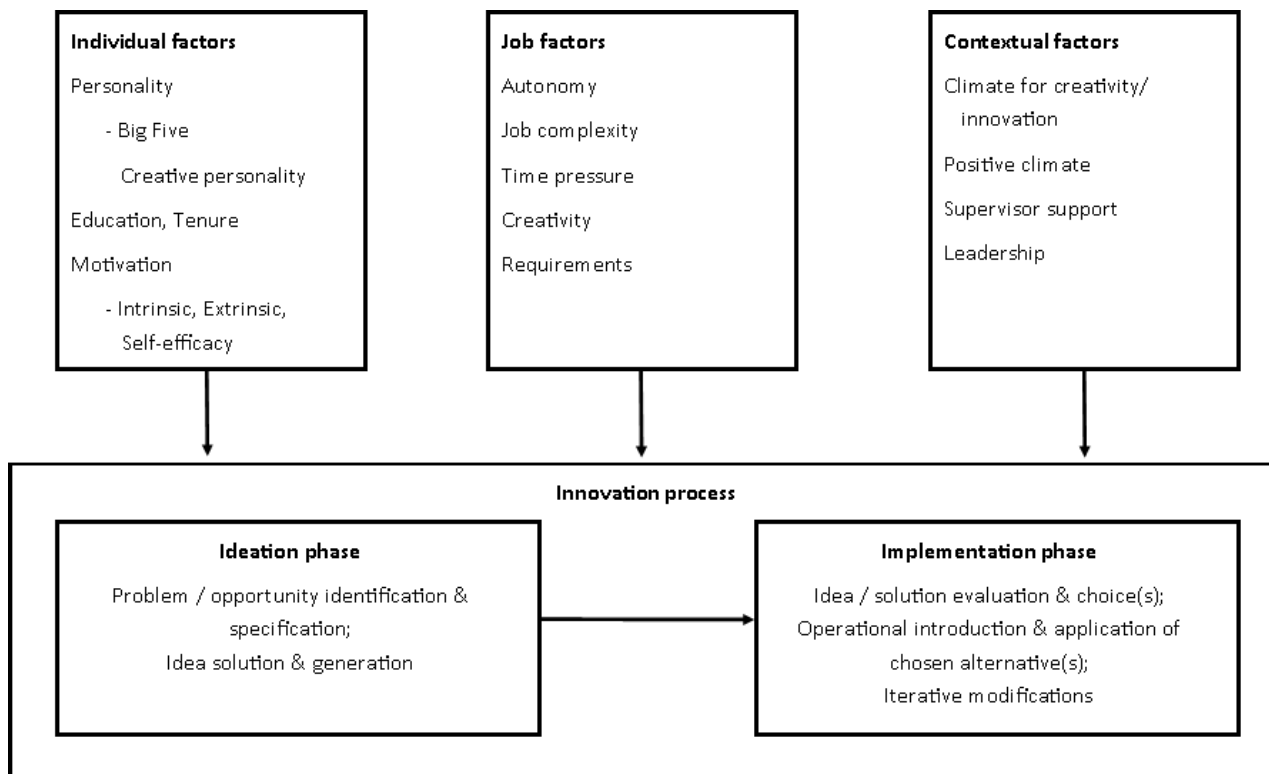 Individual factors
Personality
- Big Five
Creative personality
Education, Tenure
Motivation
- Intrinsic, Extrinsic,
Self-efficacy
Job factors
Autonomy
Job complexity
Time pressure
Creativity
Requirements
Contextual factors
Climate for creativity/
innovation
Positive climate
Supervisor support
Leadership
Innovation process
Ideation phase
Problem / opportunity identification &
specification;
Idea solution & generation
Implementation phase
Idea / solution evaluation & choice(s);
Operational introduction & application of
chosen alternative(s);
Iterative modifications